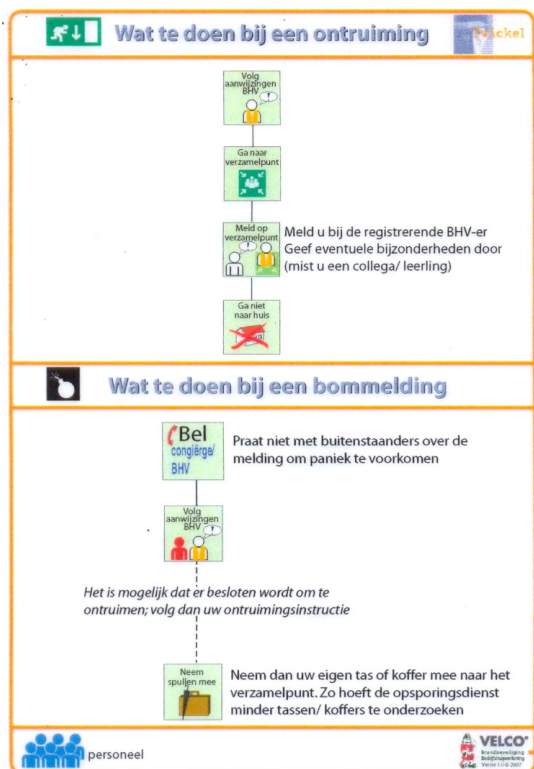 Wat te doen bij een ontruiming
Twickel
Volg
aanwijzingen
BHV
!
Ga naar
verzamelpunt
Meld op
verzamelpunt
!
Meld u bij de registrerende BHV-er
Geef eventuele bijzonderheden door
(mist u een collega/ leerling)
Ga niet
naar huis
Wat te doen bij een bommelding
Bel
congiërge/
BHV
Praat niet met buitenstaanders over de
melding om paniek te voorkomen
Volg
aanwijzingen
BHV
!
Het is mogelijk dat er besloten wordt om te
ontruimen; volg dan uw ontruimingsinstructie
Neem
spullen mee
Neem dan uw eigen tas of koffer mee naar het
verzamelpunt. Zo hoeft de opsporingsdienst
minder tassen/ koffers te onderzoeken
personeel
VELCO
Brandbeveiliging
Bedrijfshulpverlening